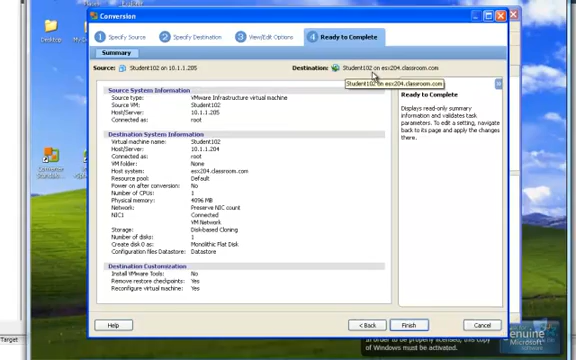 Conversion
1 Specify Source
2 Specify Destination
3 View/Edit Options
4 Ready to Complete
Summary
Source: Student102 on 10.1.1.205
Destination: Student102 on esx204.classroom.com
Student102 on esx204.classroom.com
Source System Information
Source type: VMware Infrastructure virtual machine
Source VM: Student102
Host/Server: 10.1.1.205
Connected as: root
Destination System Information
Virtual machine name: Student102
Host/Server: 10.1.1.204
Connected as: root
VM folder: None
Host system: esx204.classroom.com
Resource pool: Default
Power on after conversion: No
Number of CPUs: 1
Physical memory: 4096 MB
Network: Preserve NIC count
NIC1 Connected
VM Network
Storage: Disk-based Cloning
Number of disks: 1
Create disk 0 as: Monolithic Flat Disk
Configuration files Datastore: Datastore
Destination Customization
Install VMware Tools: No
Remove restore checkpoints: Yes
Reconfigure virtual machine: Yes
Ready to Complete
Displays read-only summary
information and validates task
parameters. To edit a setting, navigate
back to its page and apply the changes
there.
Help
< Back
Finish
Cancel
Desktop
Converter
Standalo...
Target
enuine
Microsoft
software
In order to be properly licensed, this copy
of Windows must be activated.